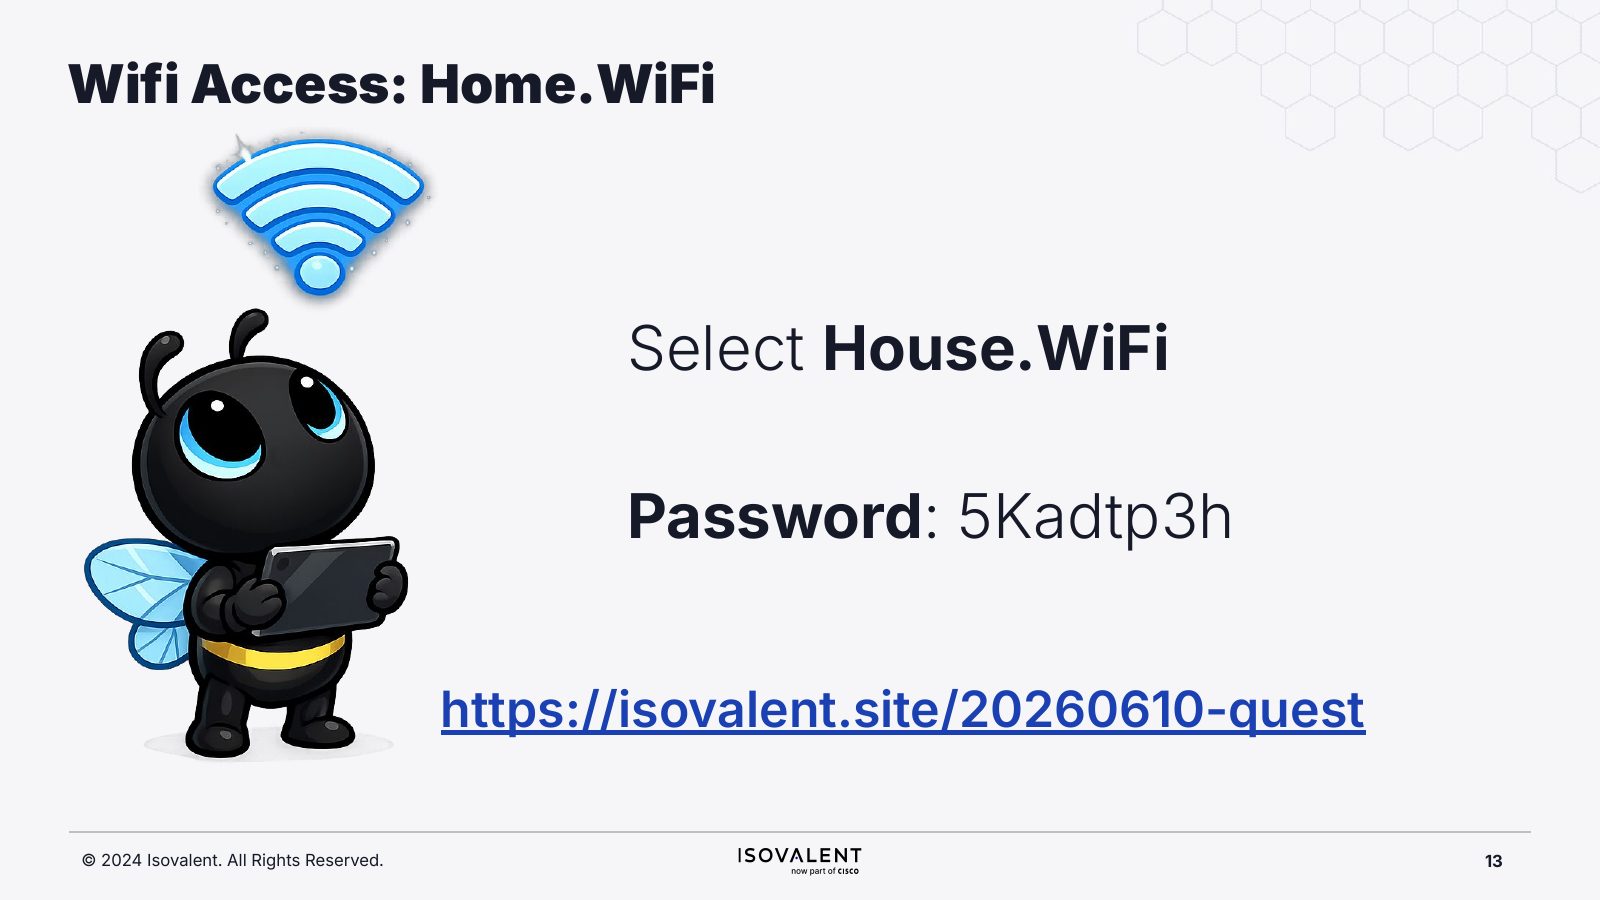 Wifi Access: Home.WiFi
Select House.WiFi
Password: 5Kadtp3h
https://isovalent.site/20260610-quest
© 2024 Isovalent. All Rights Reserved.
ISOVALENT
now part of CISCO
13